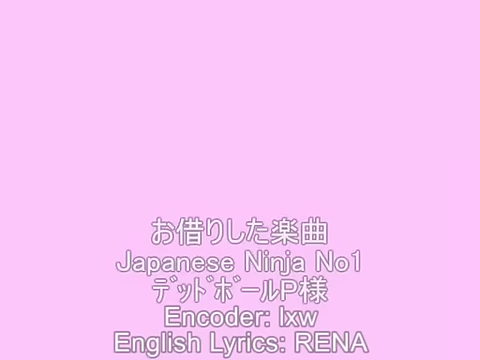 お借りした楽曲
Japanese Ninja No1
ﾃﾞｯﾄﾞﾎﾞｰﾙP様
Encoder: lxw
English Lyrics: RENA